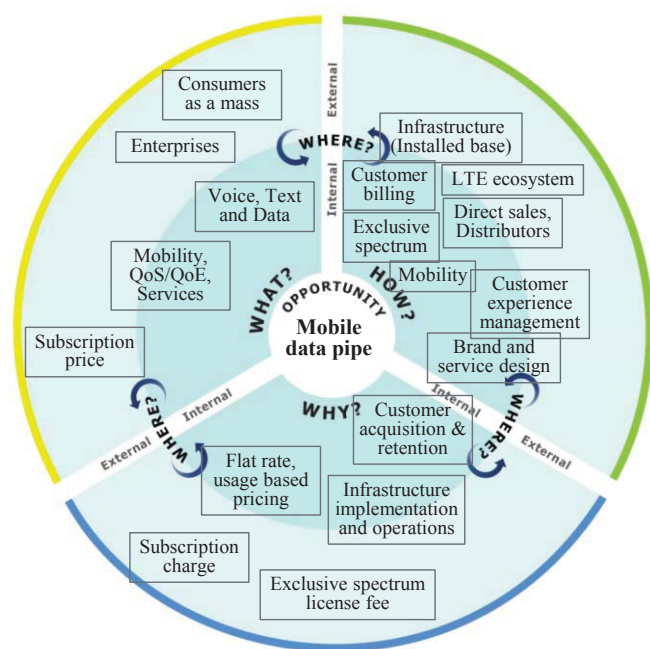 Consumers
as a mass
Enterprises
Voice, Text
and Data
Mobility,
QoS/QoE,
Services
Subscription
price
External
Internal
WHERE?
Infrastructure
(Installed base)
Customer
billing
LTE ecosystem
Direct sales,
Distributors
Exclusive
spectrum
Mobility
Customer
experience
management
Brand and
service design
WHAT?
OPPORTUNITY
HOW?
Mobile
data pipe
WHY?
External
Internal
WHERE?
Internal
External
WHERE?
Customer
acquisition &
retention
Flat rate,
usage based
pricing
Infrastructure
implementation
and operations
Subscription
charge
Exclusive spectrum
license fee